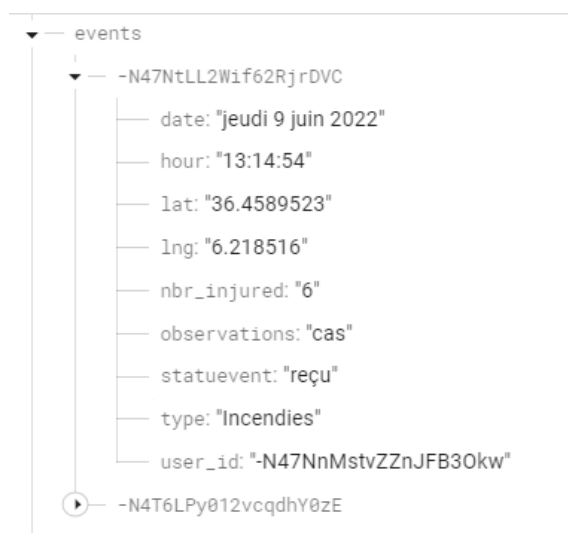 events
-N47NtLL2Wif62RjrDVC
date: "jeudi 9 juin 2022"
hour: "13:14:54"
lat: "36.4589523"
lng: "6.218516"
nbr_injured: "6"
observations: "cas"
statuevent: "reçu"
type: "Incendies"
user_id: "-N47NnMstvZZnJFB3Okw"
-N4T6LPy012vcqdhY0zE